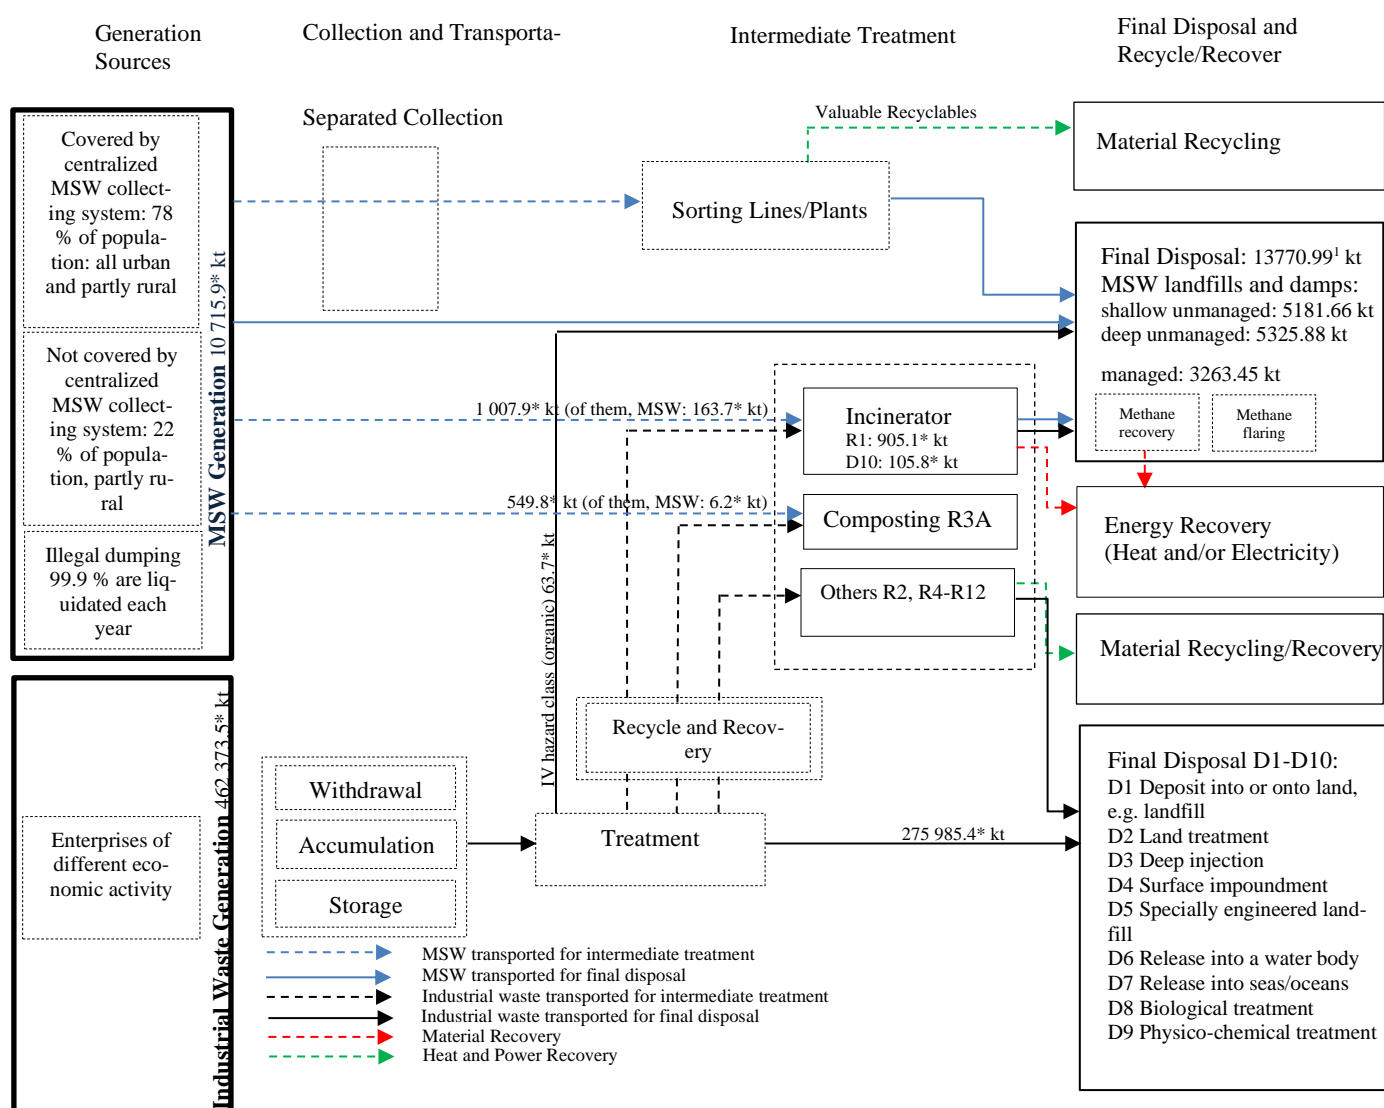 Generation
Sources
Collection and Transporta-
Intermediate Treatment
Final Disposal and
Recycle/Recover
Separated Collection
Covered by
centralized
MSW collect-
ing system: 78
% of popula-
tion: all urban
and partly rural
Not covered by
centralized
MSW collect-
ing system: 22
% of popula-
tion, partly ru-
ral
Illegal dumping
99.9 % are liq-
uidated each
year
MSW Generation 10 715.9* kt
Valuable Recyclables
Sorting Lines/Plants
Material Recycling
Final Disposal: 13770.99¹ kt
MSW landfills and damps:
shallow unmanaged: 5181.66 kt
deep unmanaged: 5325.88 kt
managed: 3263.45 kt
Methane
recovery
Methane
flaring
1 007.9* kt (of them, MSW: 163.7* kt)
Incinerator
R1: 905.1* kt
D10: 105.8* kt
549.8* kt (of them, MSW: 6.2* kt)
Composting R3A
Others R2, R4-R12
Energy Recovery
(Heat and/or Electricity)
Material Recycling/Recovery
IV hazard class (organic) 63.7* kt
Recycle and Recov-
ery
Industrial Waste Generation 462 373.5* kt
Enterprises of
different eco-
nomic activity
Withdrawal
Accumulation
Storage
Treatment
275 985.4* kt
Final Disposal D1-D10:
D1 Deposit into or onto land,
e.g. landfill
D2 Land treatment
D3 Deep injection
D4 Surface impoundment
D5 Specially engineered land-
fill
D6 Release into a water body
D7 Release into seas/oceans
D8 Biological treatment
D9 Physico-chemical treatment
MSW transported for intermediate treatment
MSW transported for final disposal
Industrial waste transported for intermediate treatment
Industrial waste transported for final disposal
Material Recovery
Heat and Power Recovery